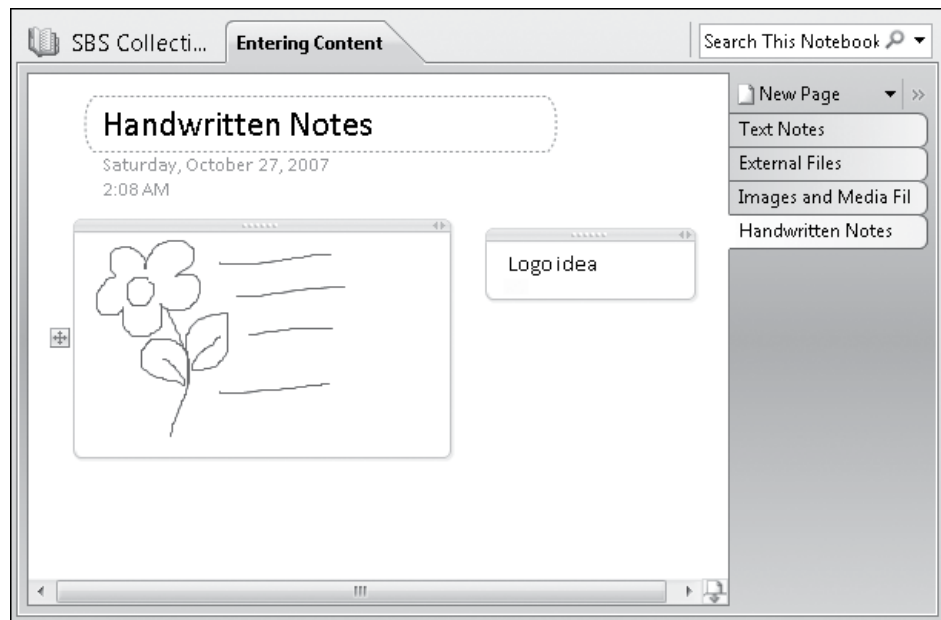 SBS Collecti...
Entering Content
Search This Notebook
Handwritten Notes
Saturday, October 27, 2007
2:08 AM
Logo idea
New Page
Text Notes
External Files
Images and Media Fil
Handwritten Notes